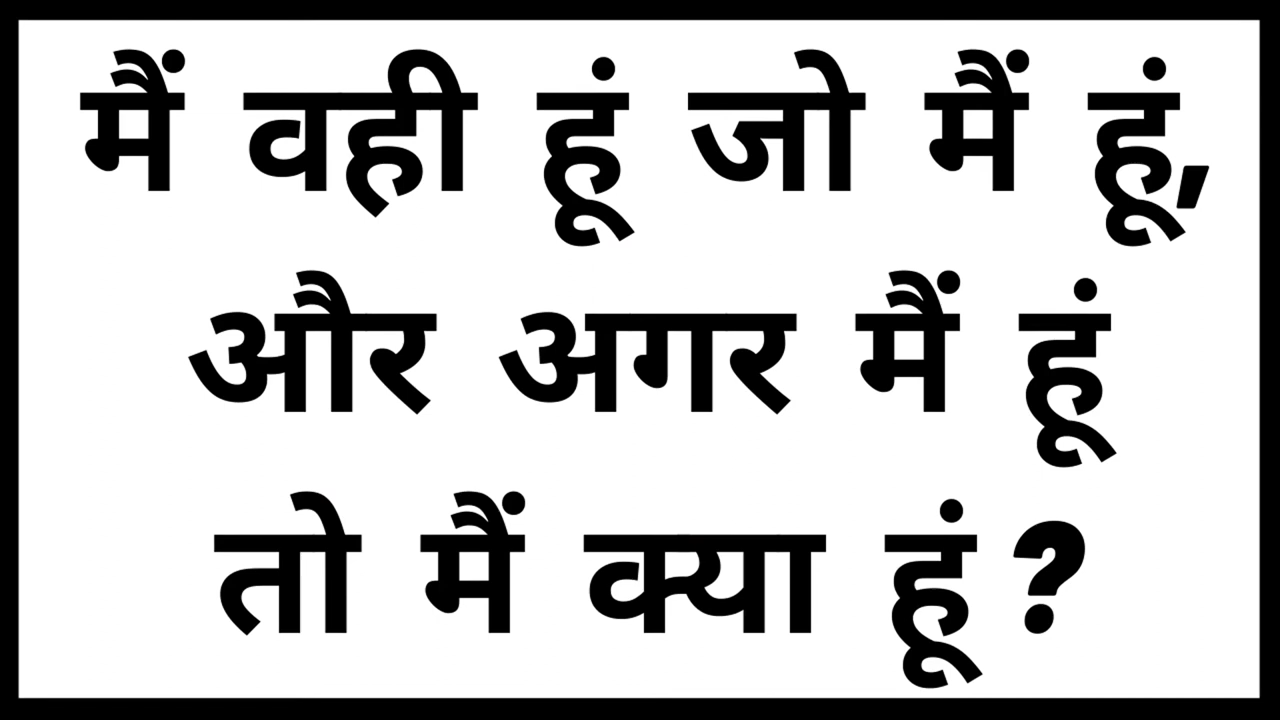 मैं वही हूं जो मैं हूं,
और अगर मैं हूं
तो मैं क्या हूं ?